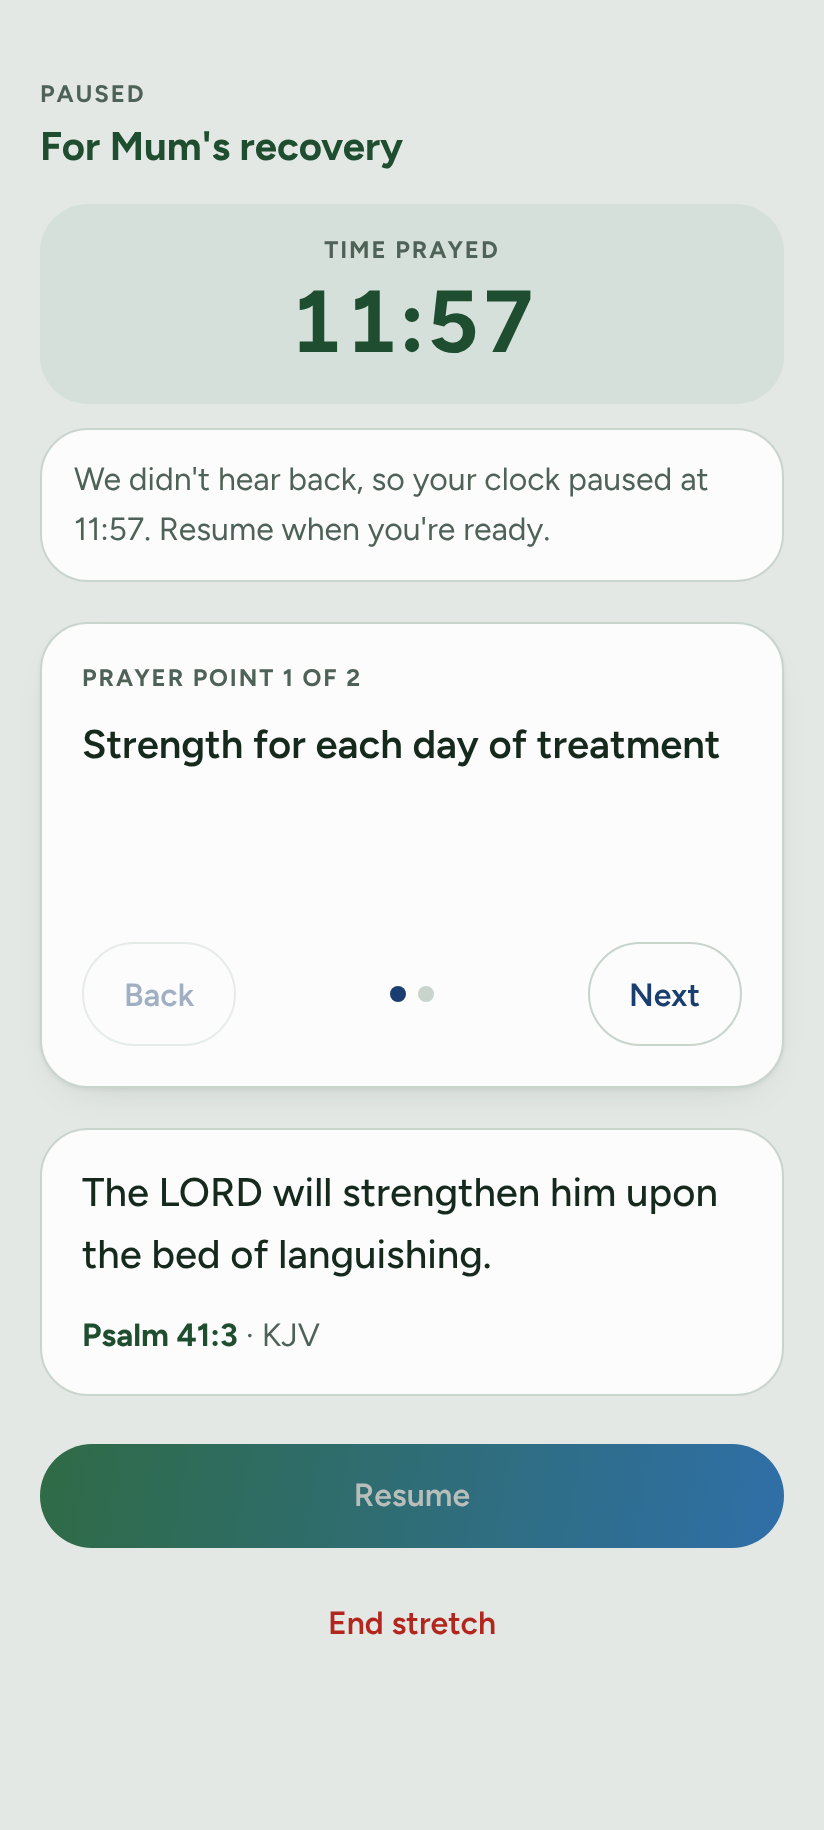 PAUSED
For Mum's recovery
TIME PRAYED
11:57
We didn't hear back, so your clock paused at
11:57. Resume when you're ready.
PRAYER POINT 1 OF 2
Strength for each day of treatment
Back
Next
The LORD will strengthen him upon
the bed of languishing.
Psalm 41:3 · KJV
Resume
End stretch